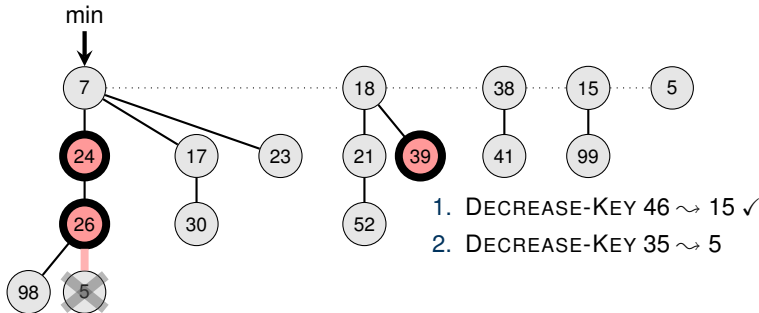 min
7 18 38 15 5
24 17 23 21 39 41 99
26 30 52
1. DECREASE-KEY 46 ⤳ 15 ✓
2. DECREASE-KEY 35 ⤳ 5
98 5